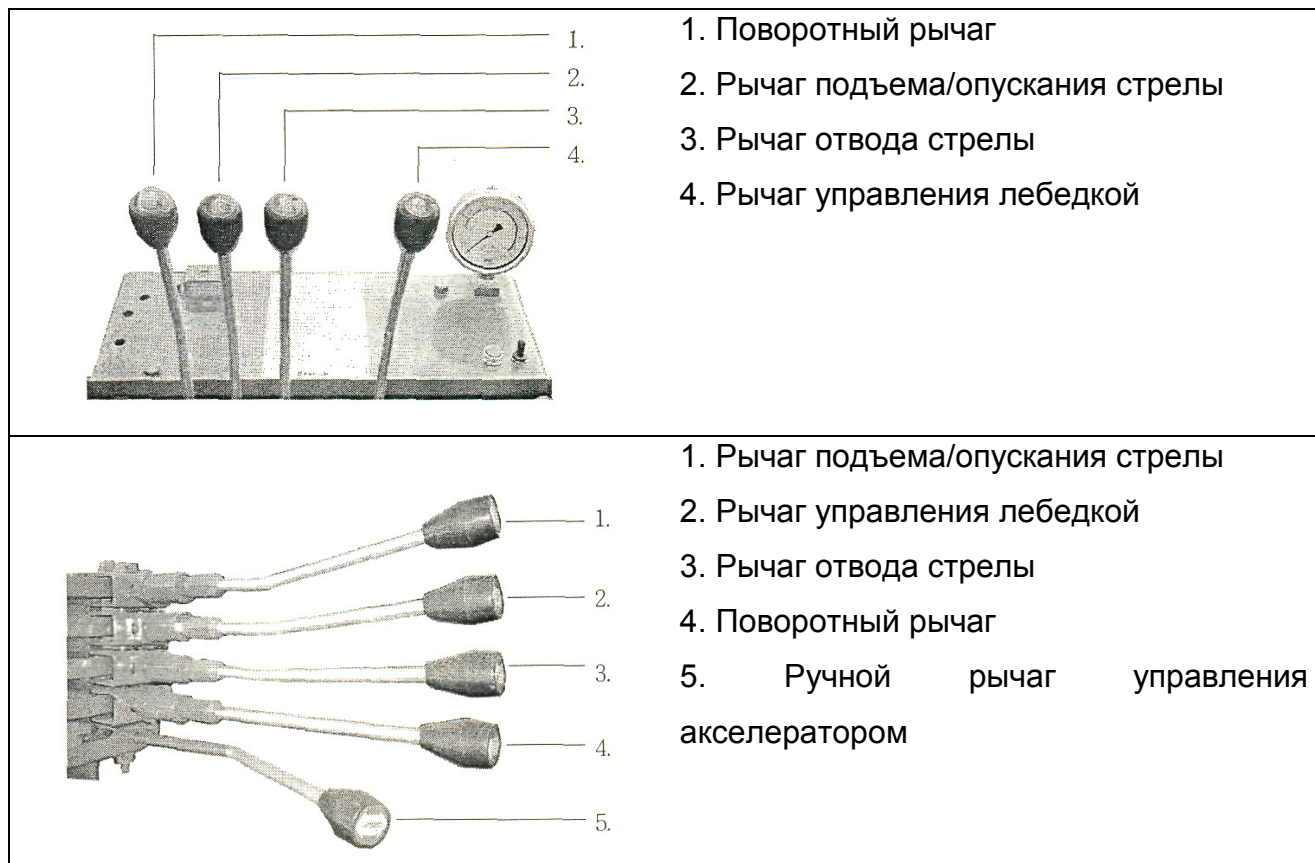 1.
2.
3.
4.
1. Поворотный рычаг
2. Рычаг подъема/опускания стрелы
3. Рычаг отвода стрелы
4. Рычаг управления лебедкой
1.
2.
3.
4.
5.
1. Рычаг подъема/опускания стрелы
2. Рычаг управления лебедкой
3. Рычаг отвода стрелы
4. Поворотный рычаг
5. Ручной рычаг управления
акселератором